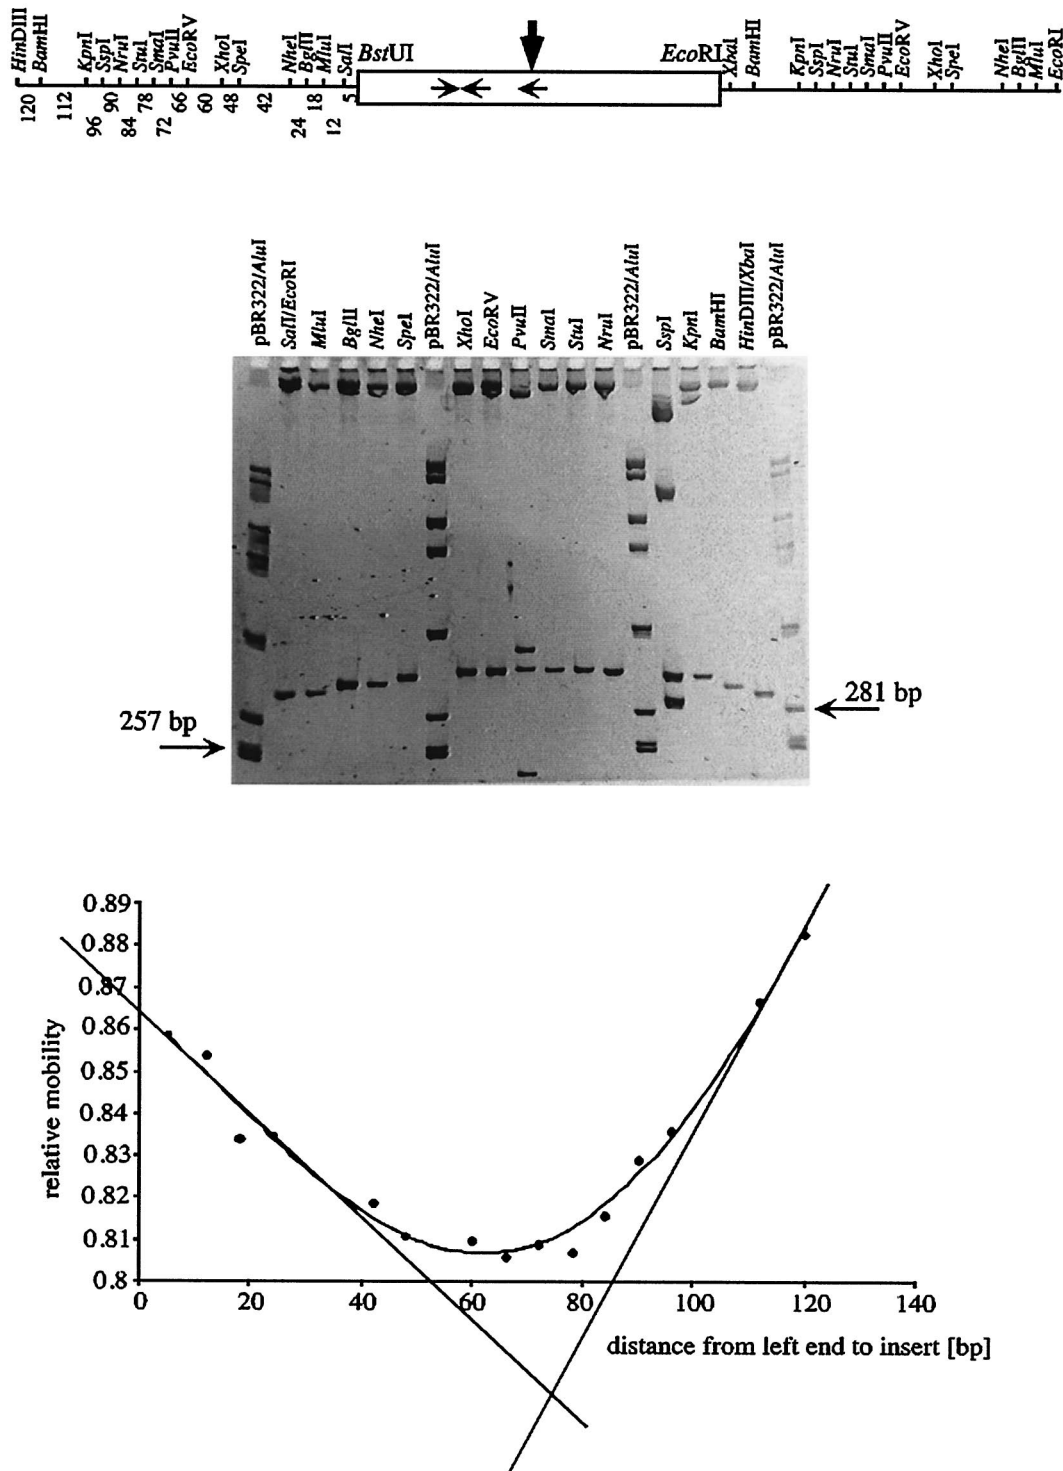 HinDIII BamHI KpnI SspI NruI StuI SmaI PvuII EcoRV XhoI SpeI NheI BglII MluI SalI BstUI EcoRI XbaI BamHI KpnI SspI NruI StuI SmaI PvuII EcoRV XhoI SpeI NheI BglII MluI EcoRI
120 112 96 90 84 78 72 66 60 48 42 24 18 12 5
pBR322/AluI SalI/EcoRI MluI BglII NheI SpeI pBR322/AluI XhoI EcoRV PvuII SmaI StuI NruI pBR322/AluI SspI KpnI BamHI HinDIII/XbaI pBR322/AluI
281 bp
257 bp
relative mobility
0.89
0.88
0.87
0.86
0.85
0.84
0.83
0.82
0.81
0.8
0 20 40 60 80 100 120 140
distance from left end to insert [bp]